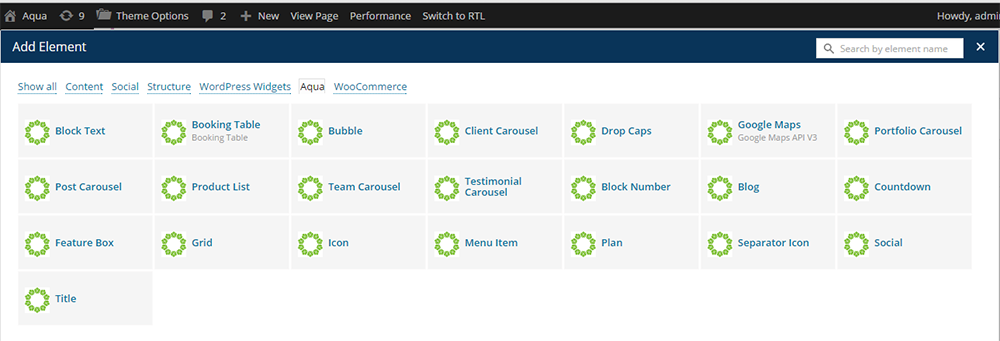 Aqua 9 Theme Options 2 New View Page Performance Switch to RTL Howdy, admi
Add Element Search by element name
Show all Content Social Structure WordPress Widgets Aqua WooCommerce
Block Text Booking Table Bubble Client Carousel Drop Caps Google Maps Portfolio Carousel
Booking Table Google Maps API V3
Post Carousel Product List Team Carousel Testimonial Carousel Block Number Blog Countdown
Feature Box Grid Icon Menu Item Plan Separator Icon Social
Title